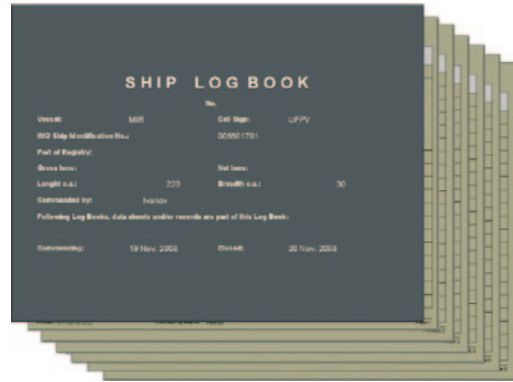 SHIP LOG BOOK
No.
Vessel: MIR Call Sign: UFPV
IMO Ship Identification No.:
Port of Registry:
Gross tons: Net tons:
Lenght o.a.: 223 Breadth o.a.: 30
Commanded by: Ivanov
Following Log Books, data sheets and/or records are part of this Log Book:
Commencing: 19 Nov. 2008 Closed: 20 Nov. 2008